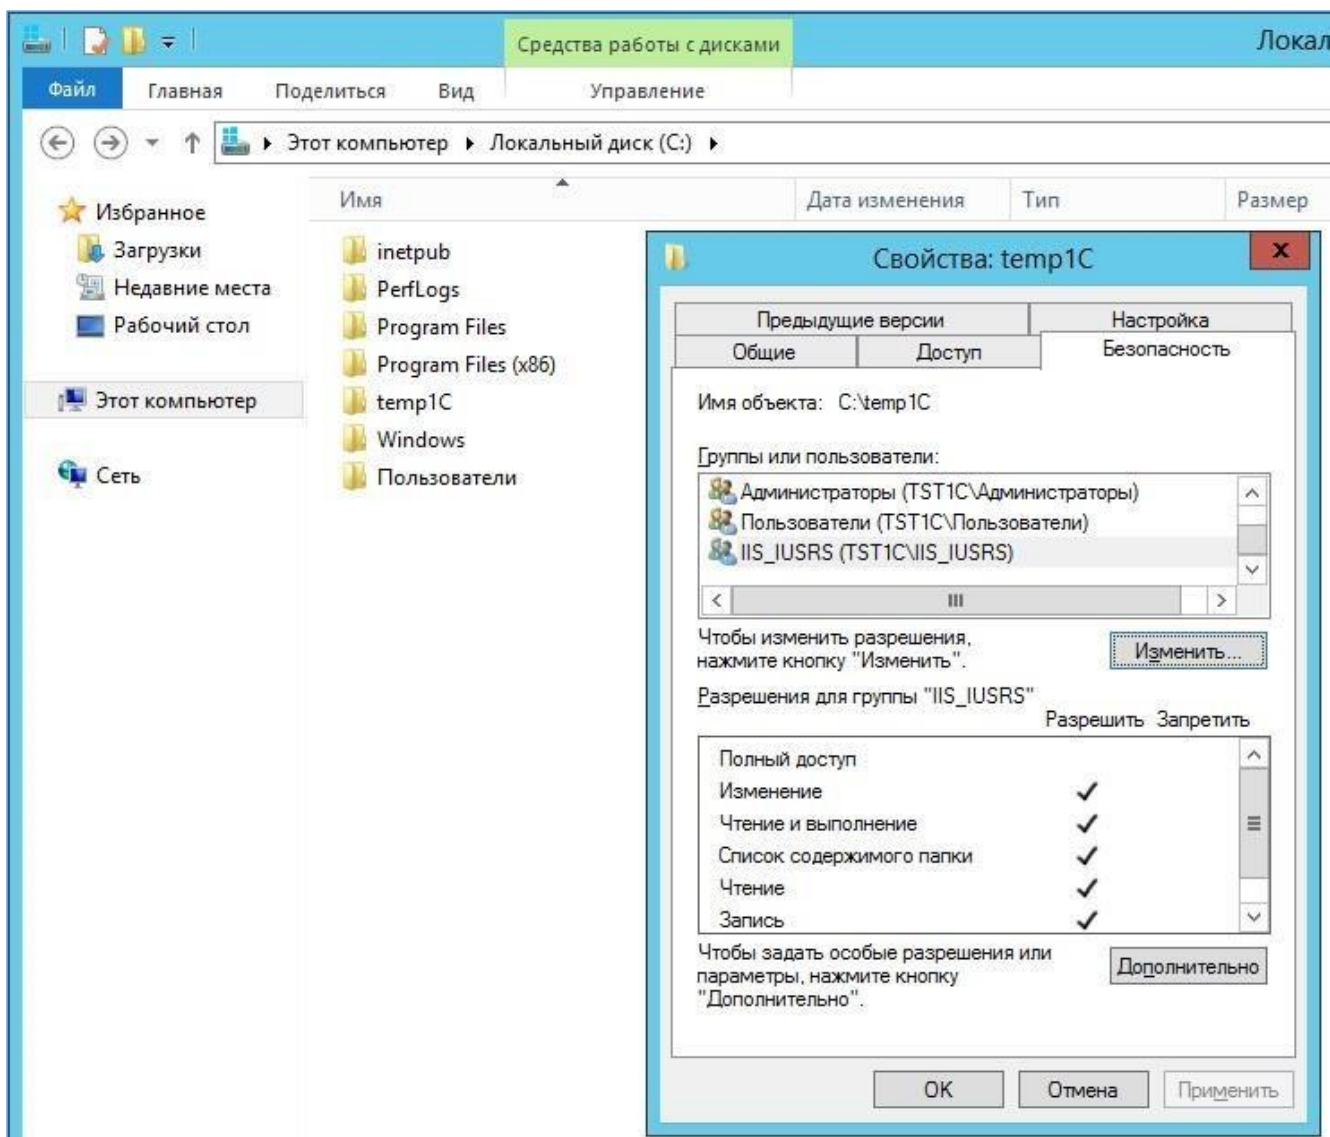 Средства работы с дисками
Локал
Файл Главная Поделиться Вид Управление
Этот компьютер Локальный диск (C:)
Имя Дата изменения Тип Размер
Избранное
Загрузки
Недавние места
Рабочий стол
Этот компьютер
Сеть
inetpub
PerfLogs
Program Files
Program Files (x86)
temp1C
Windows
Пользователи
Свойства: temp1C
x
Предыдущие версии Настройка
Общие Доступ Безопасность
Имя объекта: C:\temp1C
Группы или пользователи:
Администраторы (TST1C\Администраторы)
Пользователи (TST1C\Пользователи)
IIS_IUSRS (TST1C\IIS_IUSRS)
Чтобы изменить разрешения,
нажмите кнопку "Изменить".
Изменить...
Разрешения для группы "IIS_IUSRS"
Разрешить Запретить
Полный доступ
Изменение
Чтение и выполнение
Список содержимого папки
Чтение
Запись
Чтобы задать особые разрешения или
параметры, нажмите кнопку
"Дополнительно".
Дополнительно
OK Отмена Применить